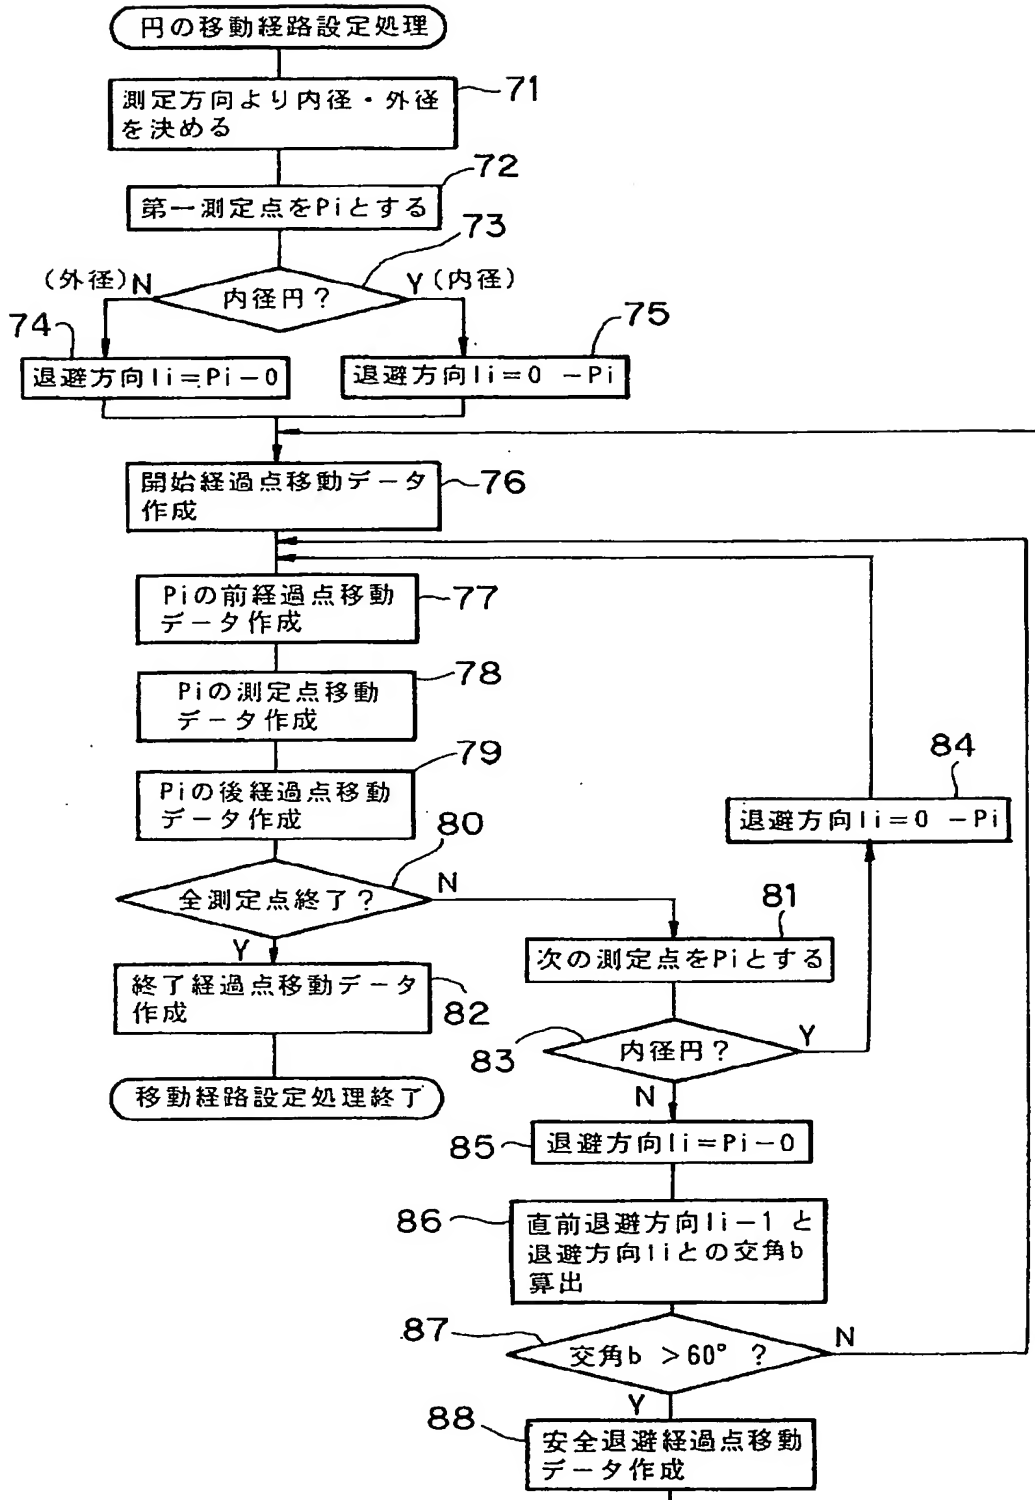 円の移動経路設定処理
測定方向より内径・外径
を決める
71
第一測定点をPiとする
72
内径円？
73
(外径) N
Y (内径)
74
退避方向li=Pi-0
75
退避方向li=0 -Pi
開始経過点移動データ
作成
76
Piの前経過点移動
データ作成
77
Piの測定点移動
データ作成
78
Piの後経過点移動
データ作成
79
全測定点終了？
80
N
Y
終了経過点移動データ
作成
82
移動経路設定処理終了
81
次の測定点をPiとする
83
内径円？
Y
N
84
退避方向li=0 -Pi
85
退避方向li=Pi-0
86
直前退避方向li-1と
退避方向liとの交角b
算出
87
交角b >60° ?
N
Y
88
安全退避経過点移動
データ作成